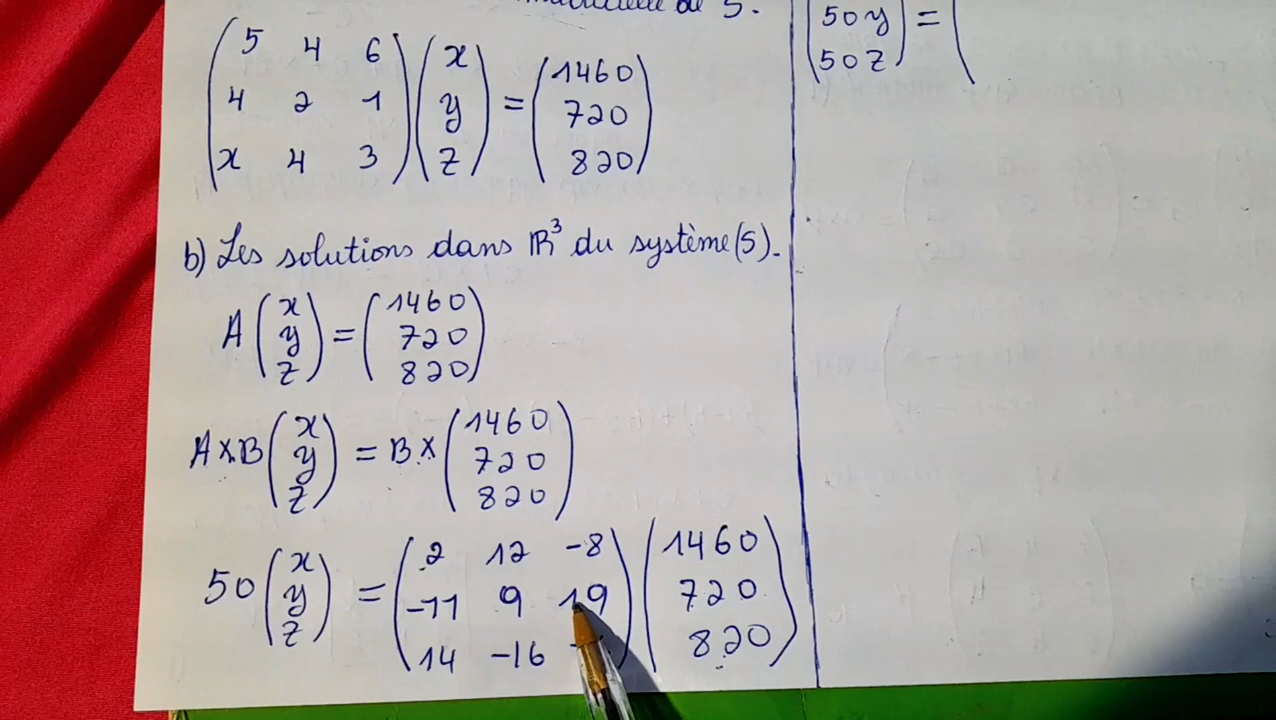 de S.
( 5 4 6 ) ( x ) = ( 1460 )
( 4 2 1 ) ( y ) = ( 720 )
( x 4 3 ) ( z ) = ( 820 )
b) Les solutions dans ℝ³ du système (S).
A ( x ) = ( 1460 )
( y ) ( 720 )
( z ) ( 820 )
A×B ( x ) = B× ( 1460 )
( y ) ( 720 )
( z ) ( 820 )
50 ( x ) = ( 2 12 -8 ) ( 1460 )
( y ) ( -11 9 19 ) ( 720 )
( z ) ( 14 -16 ) ( 820 )
( 50y ) = (
( 50z )